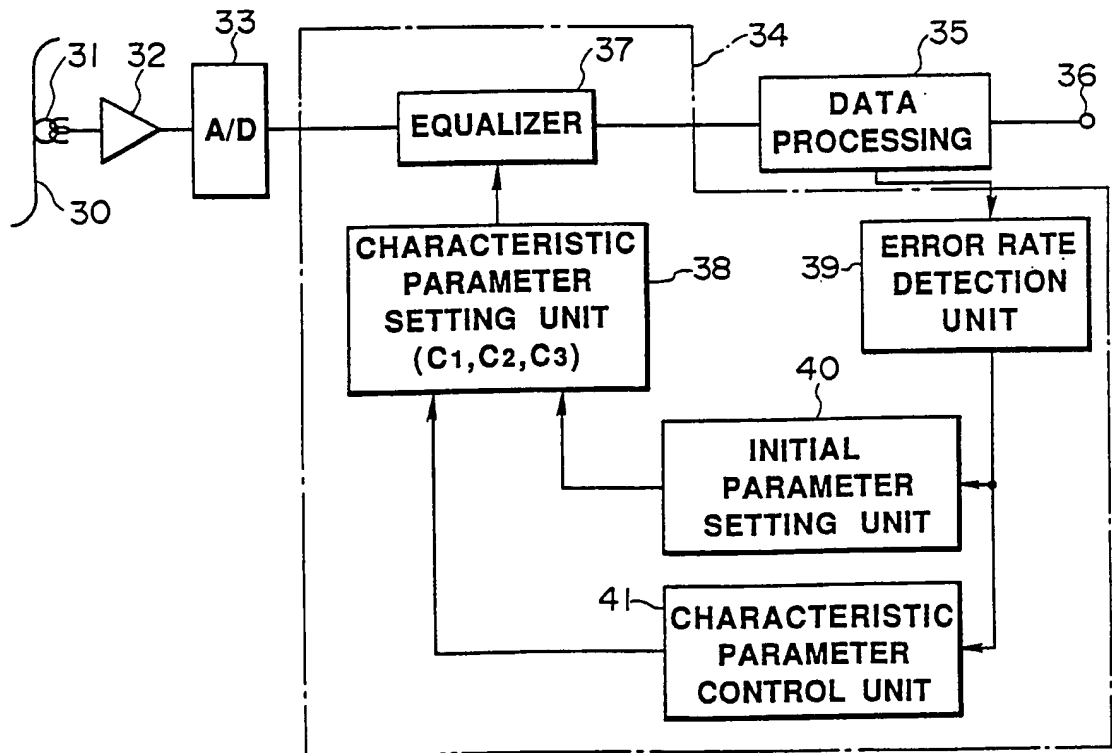 33
34
35
31
32
37
36
A/D
EQUALIZER
DATA
PROCESSING
30
CHARACTERISTIC
PARAMETER
SETTING UNIT
(C1,C2,C3)
38
39
ERROR RATE
DETECTION
UNIT
40
INITIAL
PARAMETER
SETTING UNIT
41
CHARACTERISTIC
PARAMETER
CONTROL UNIT